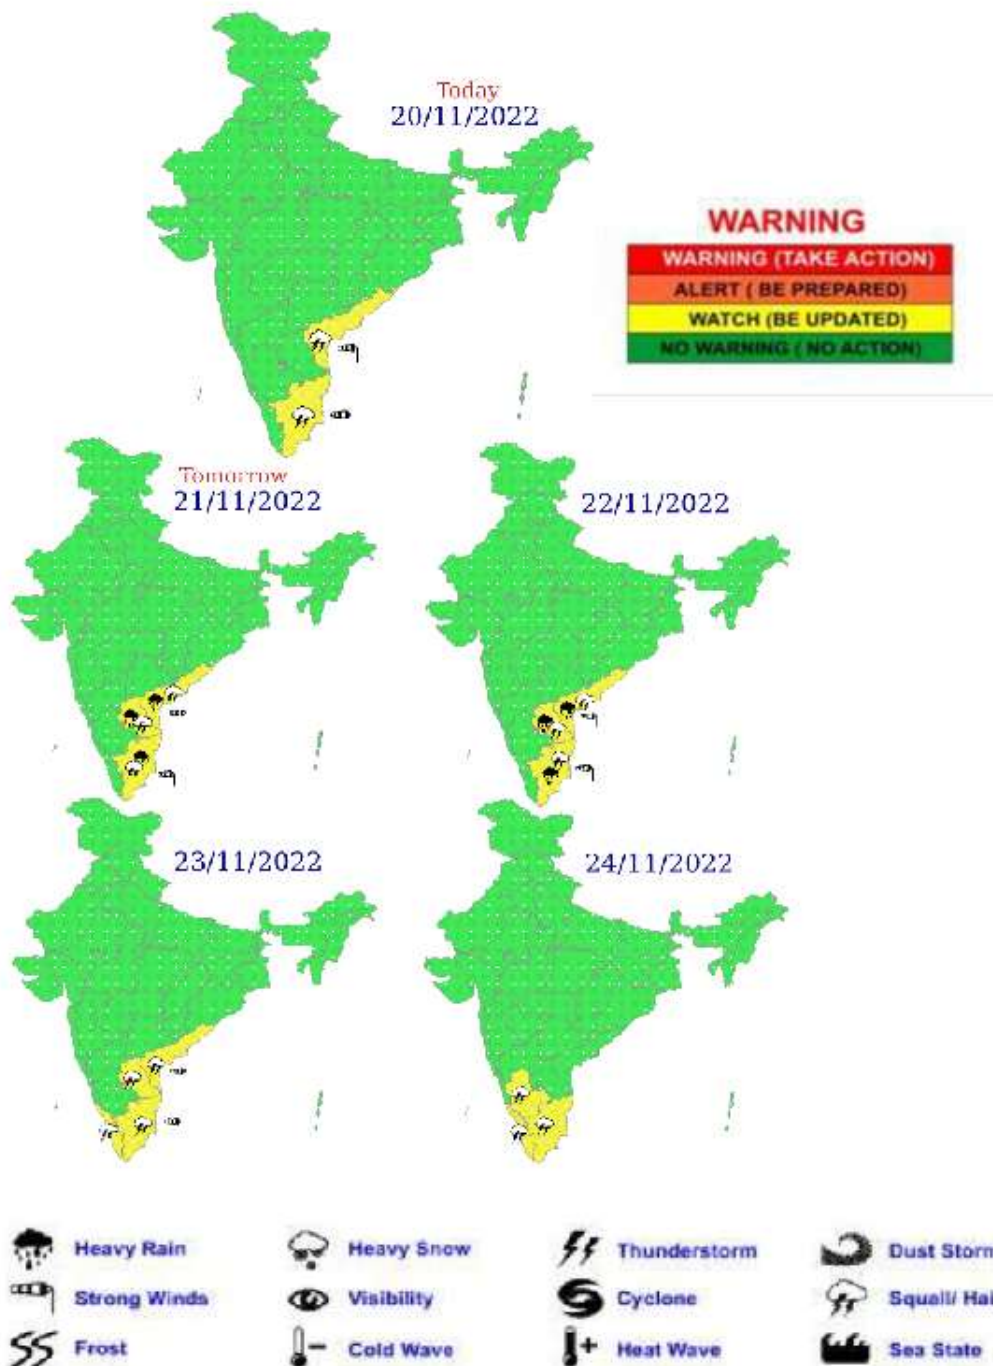 Today
20/11/2022
WARNING
WARNING (TAKE ACTION)
ALERT ( BE PREPARED)
WATCH (BE UPDATED)
NO WARNING ( NO ACTION)
Tomorrow
21/11/2022
22/11/2022
23/11/2022
24/11/2022
Heavy Rain
Heavy Snow
Thunderstorm
Dust Storm
Strong Winds
Visibility
Cyclone
Squall/ Hai
Frost
Cold Wave
Heat Wave
Sea State